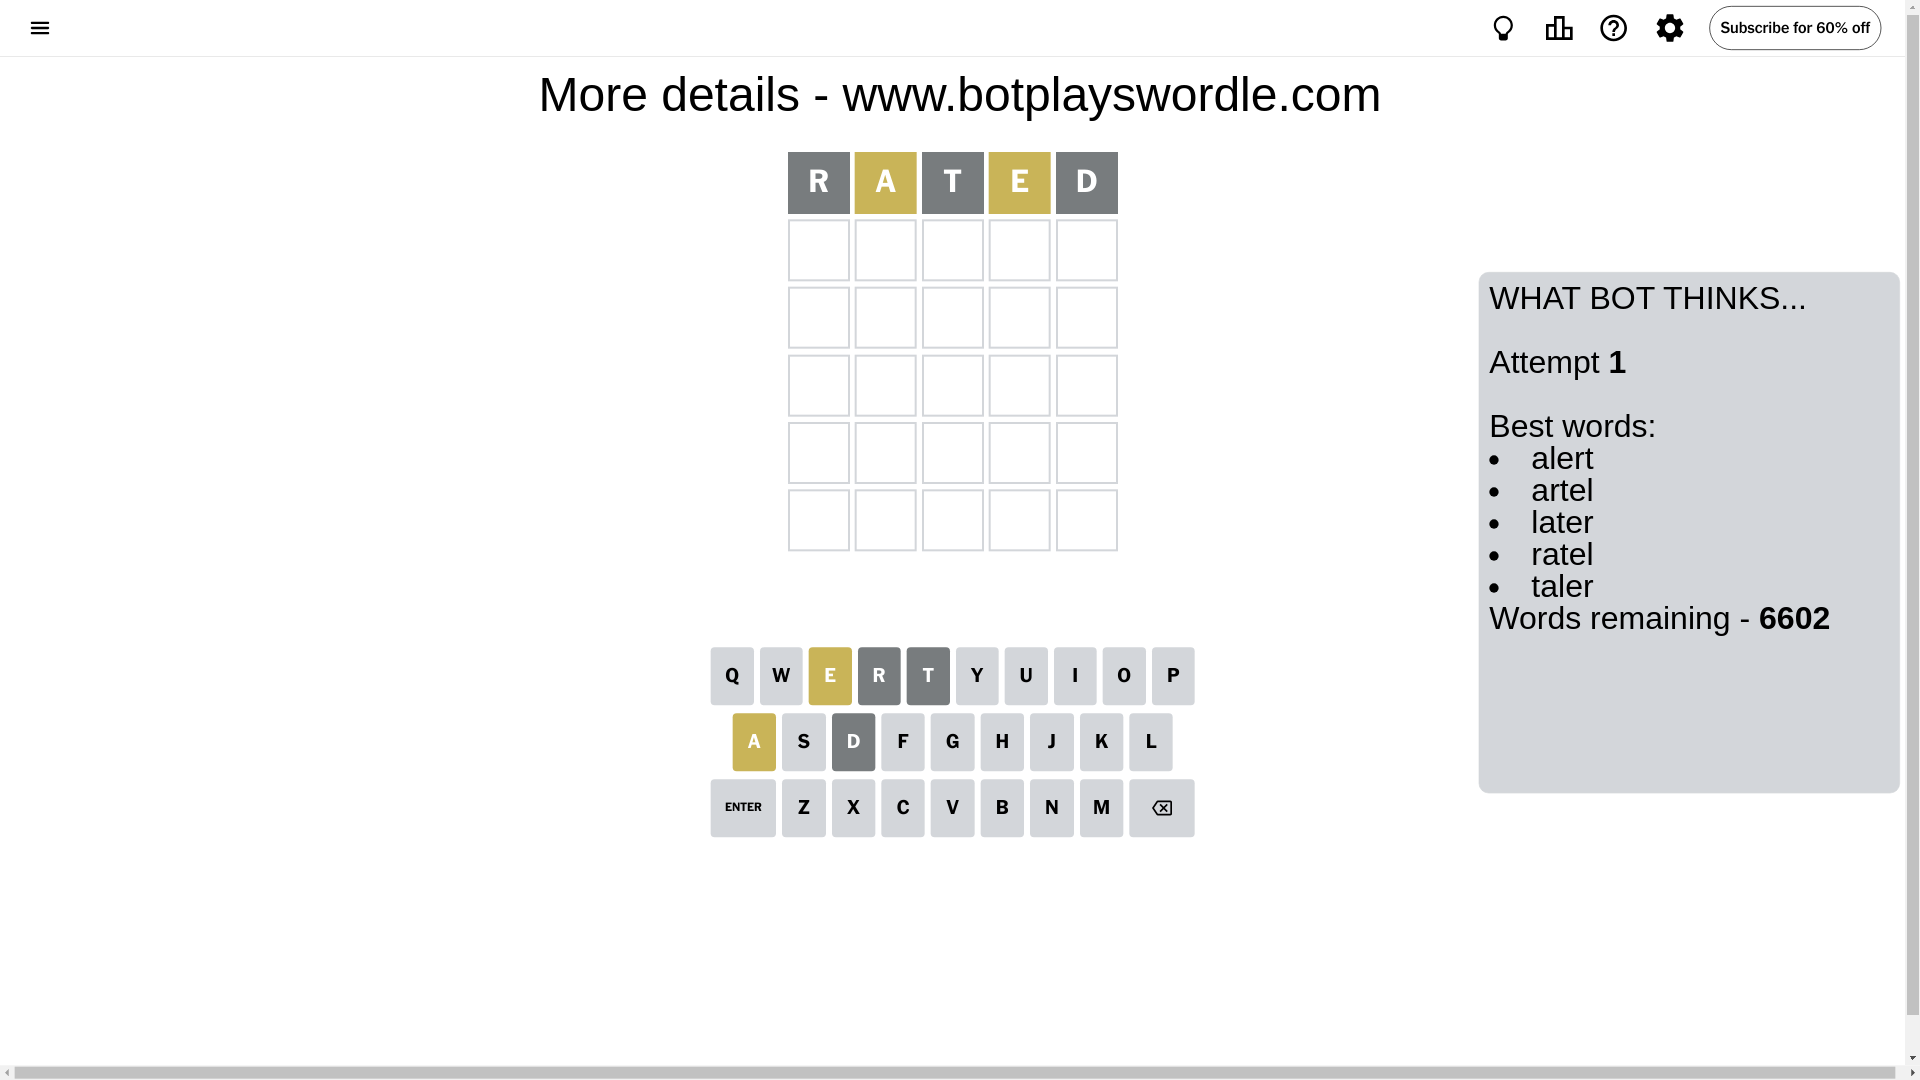 Subscribe for 60% off
More details - www.botplayswordle.com
R A T E D
WHAT BOT THINKS...
Attempt 1
Best words:
• alert
• artel
• later
• ratel
• taler
Words remaining - 6602
Q W E R T Y U I O P
A S D F G H J K L
ENTER Z X C V B N M